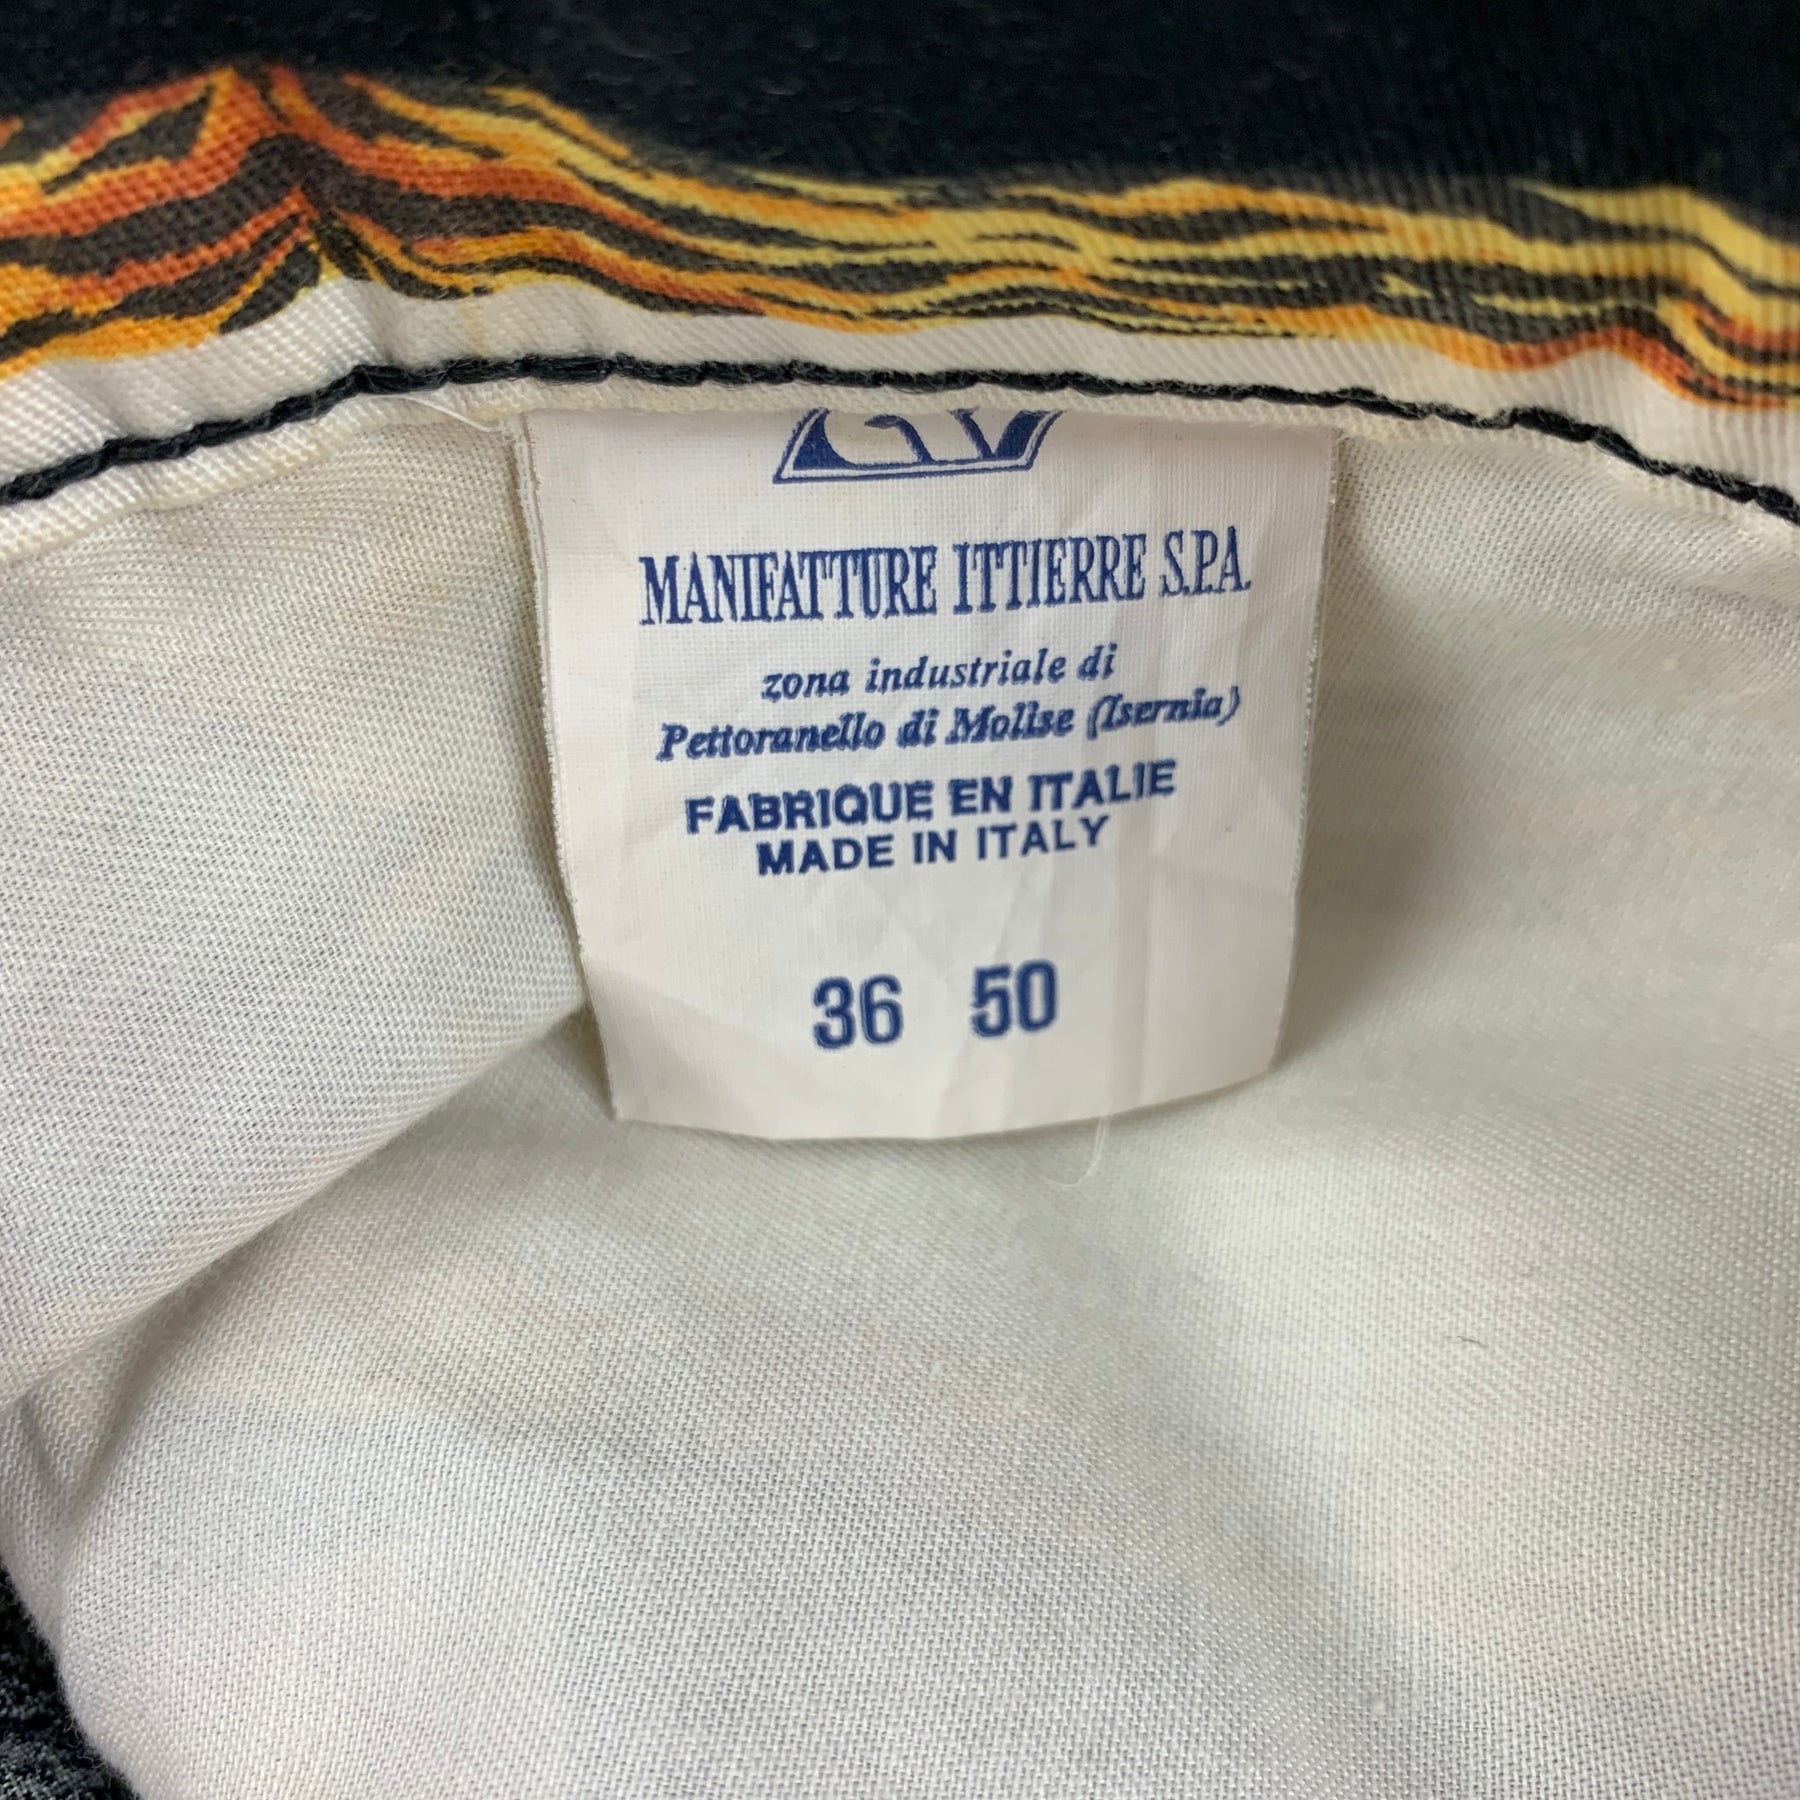 MANIFATTURE ITTIERRE S.P.A.
zona industriale di
Pettoranello di Molise (Isernia)
FABRIQUE EN ITALIE
MADE IN ITALY
36 50